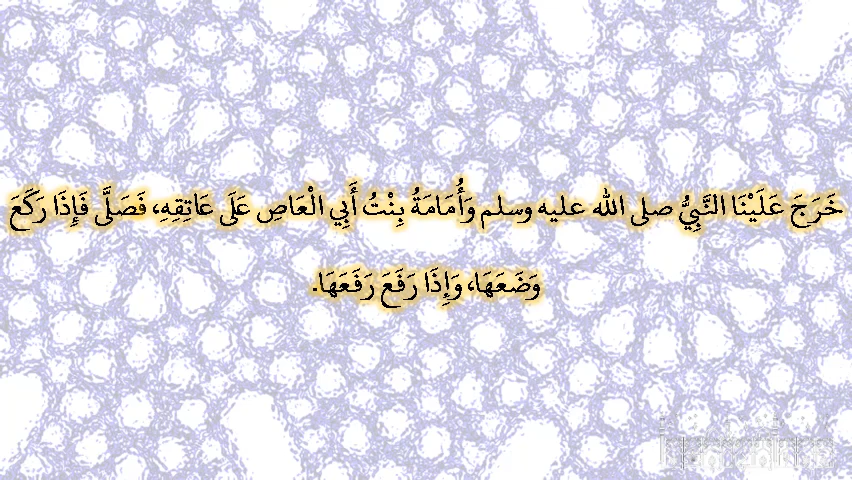 خَرَجَ عَلَيْنَا النَّبِيُّ صلى الله عليه وسلم وَأُمَامَةُ بِنْتُ أَبِي الْعَاصِ عَلَى عَاتِقِهِ، فَصَلَّى فَإِذَا رَكَعَ
وَضَعَهَا، وَإِذَا رَفَعَ رَفَعَهَا.